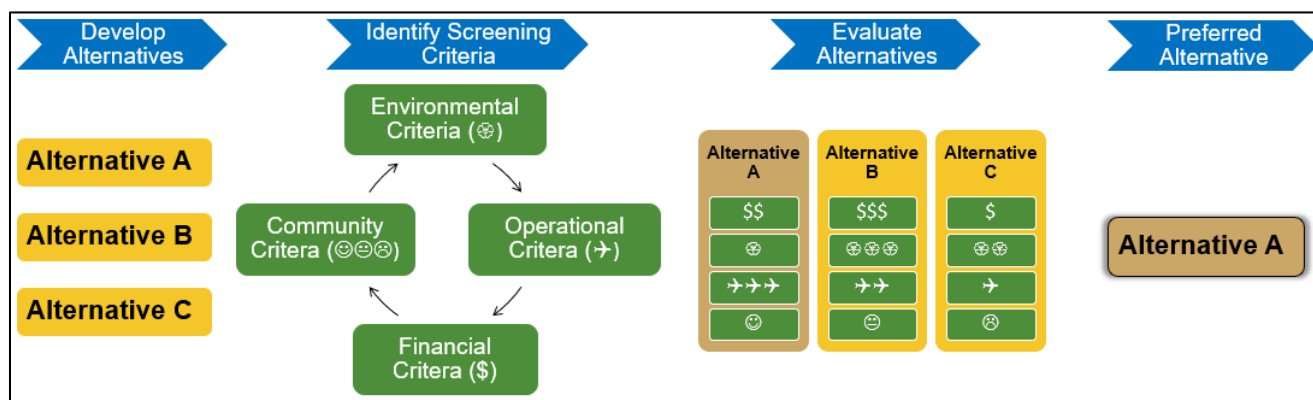 Develop
Alternatives
Identify Screening
Criteria
Evaluate
Alternatives
Preferred
Alternative
Alternative A
Alternative B
Alternative C
Environmental
Criteria (🏵)
Community
Critera (☺😐☹)
Operational
Critera (✈)
Financial
Critera ($)
Alternative
A
$$
🏵
✈✈✈
☺
Alternative
B
$$$
🏵🏵🏵
✈✈
😐
Alternative
C
$
🏵🏵
✈
☹
Alternative A